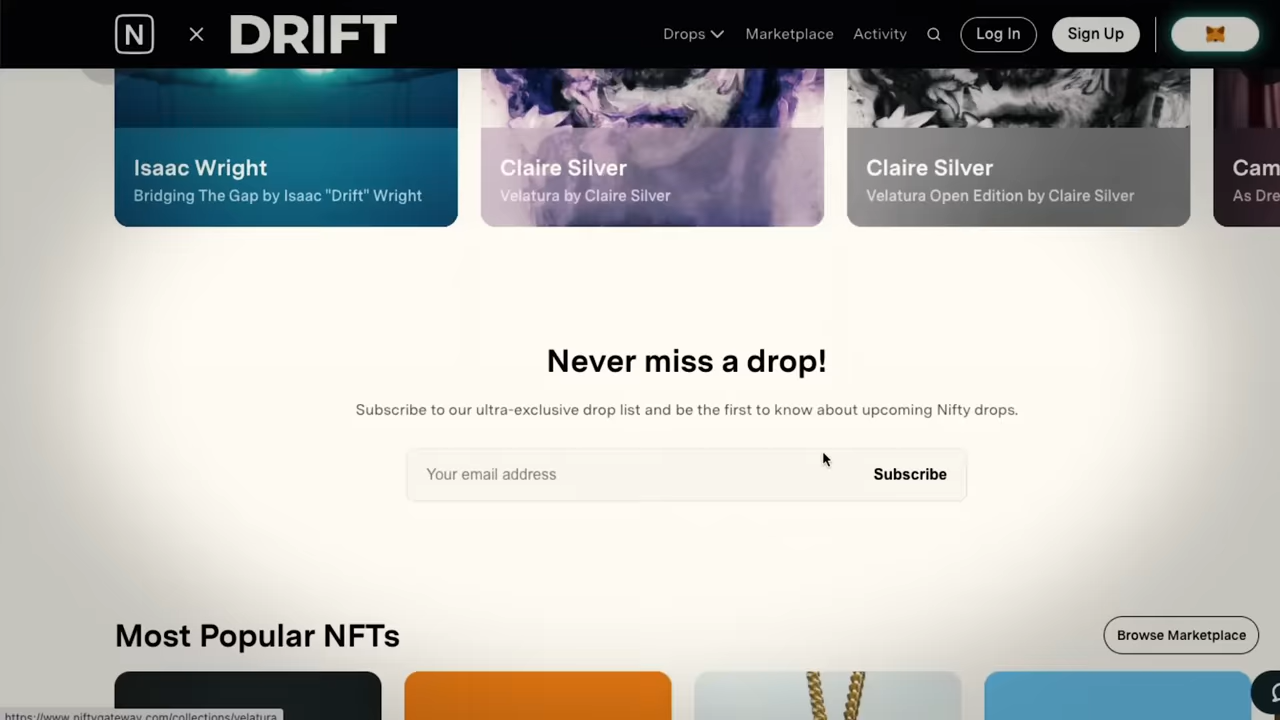 N
DRIFT
Drops
Marketplace
Activity
Log In
Sign Up
Isaac Wright
Bridging The Gap by Isaac "Drift" Wright
Claire Silver
Velatura by Claire Silver
Claire Silver
Velatura Open Edition by Claire Silver
Cam
As Dre
Never miss a drop!
Subscribe to our ultra-exclusive drop list and be the first to know about upcoming Nifty drops.
Your email address
Subscribe
Most Popular NFTs
Browse Marketplace
https://www.niftygateway.com/collections/velatura